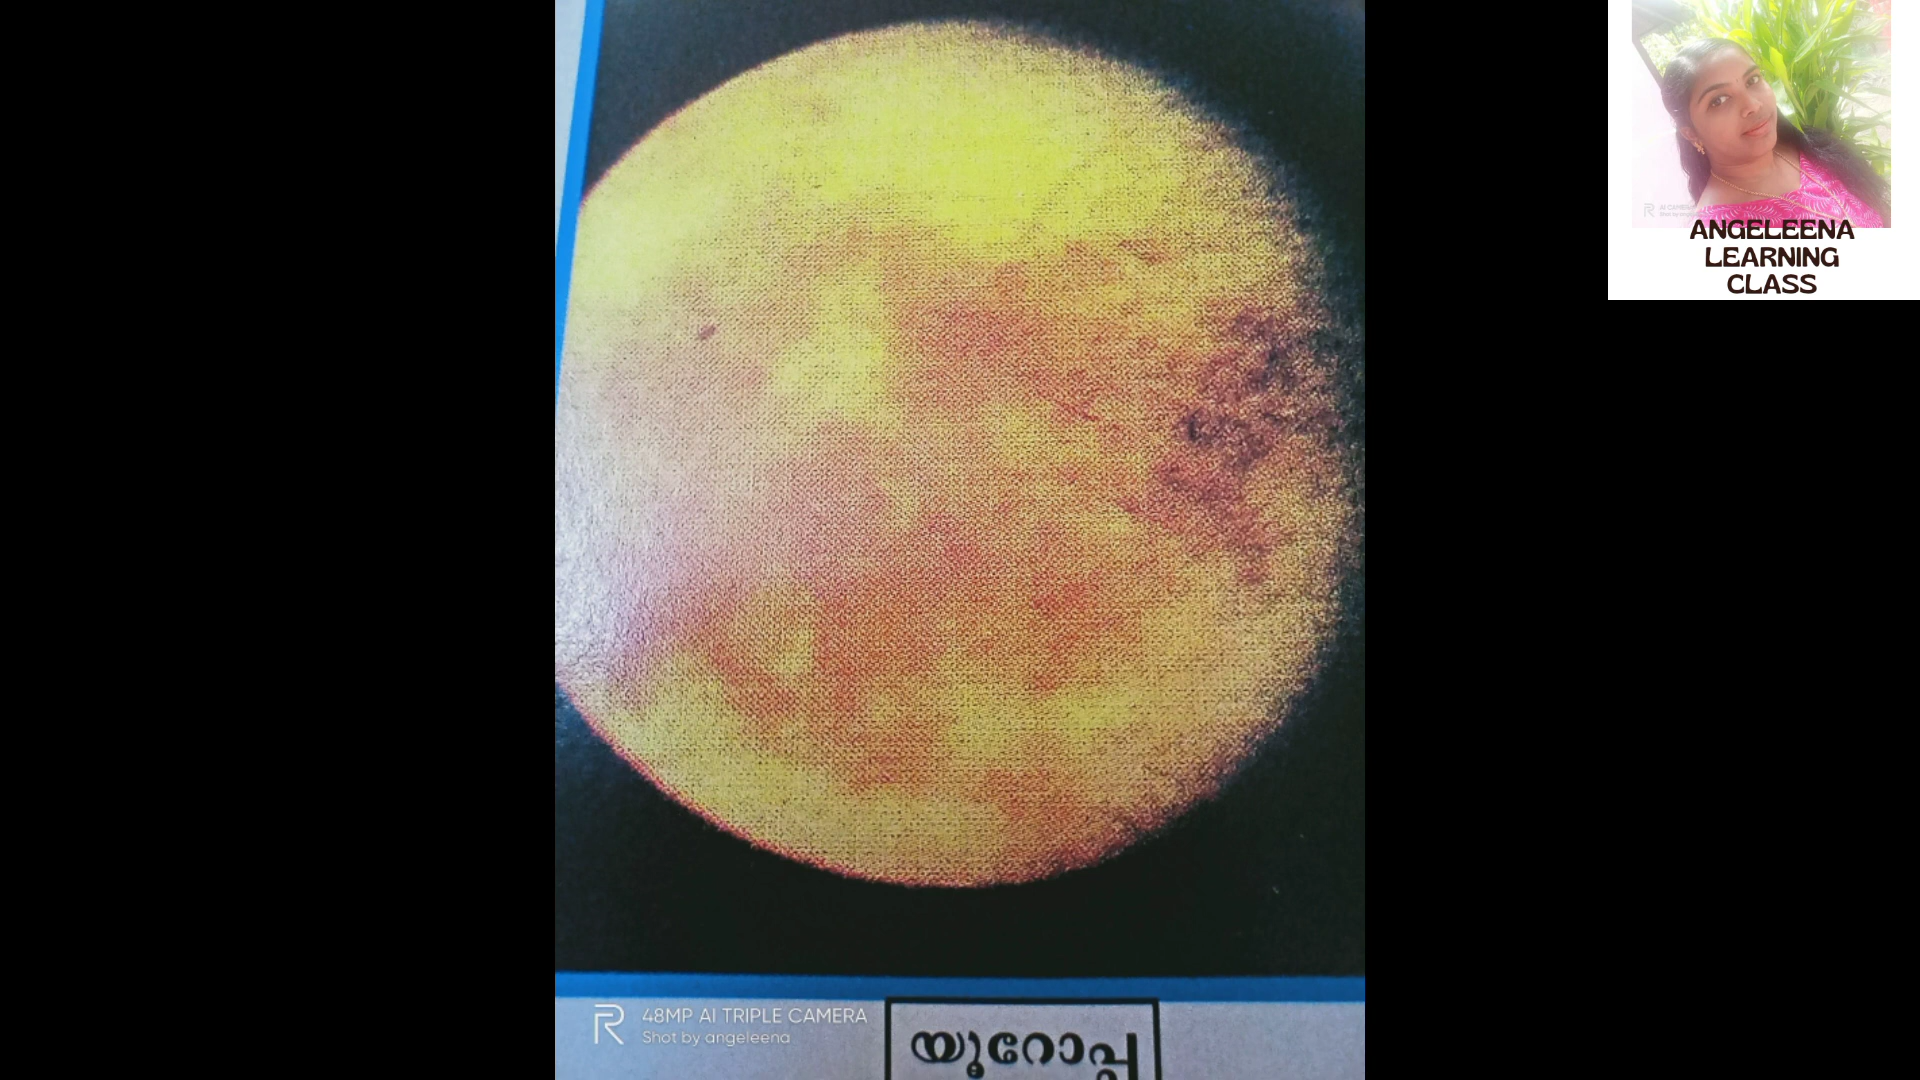 ANGELEENA
LEARNING
CLASS
48MP AI TRIPLE CAMERA
Shot by angeleena
യൂറോപ്പ